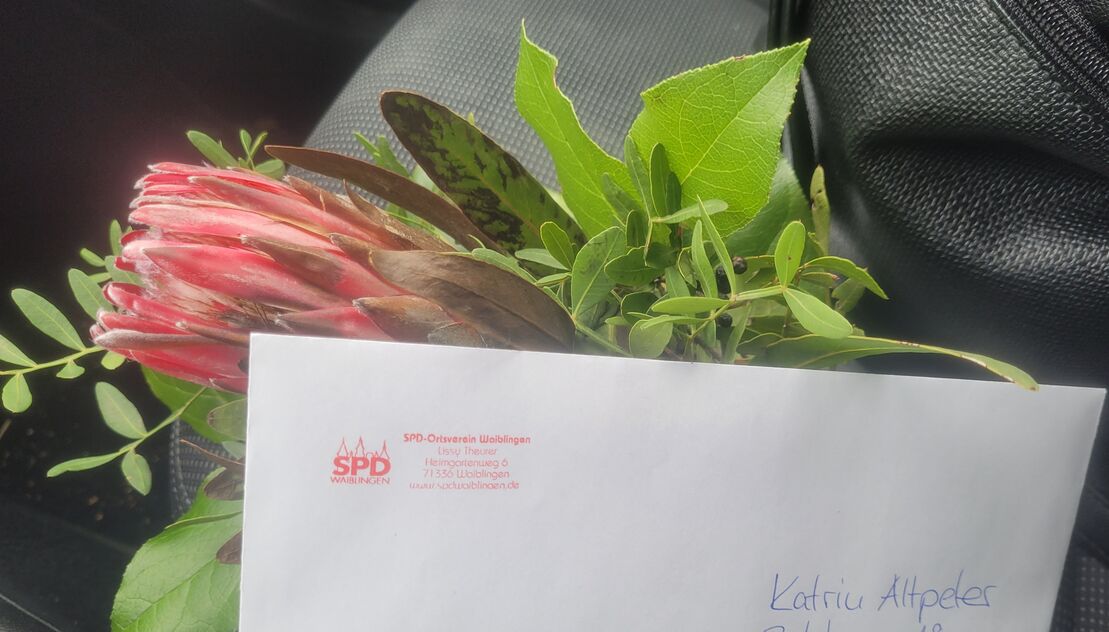 SPD
WAIBLINGEN
SPD-Ortsverein Waiblingen
Lissy Theurer
Heimgartenweg 6
71336 Waiblingen
www.spdwaiblingen.de
Katrin Altpeter